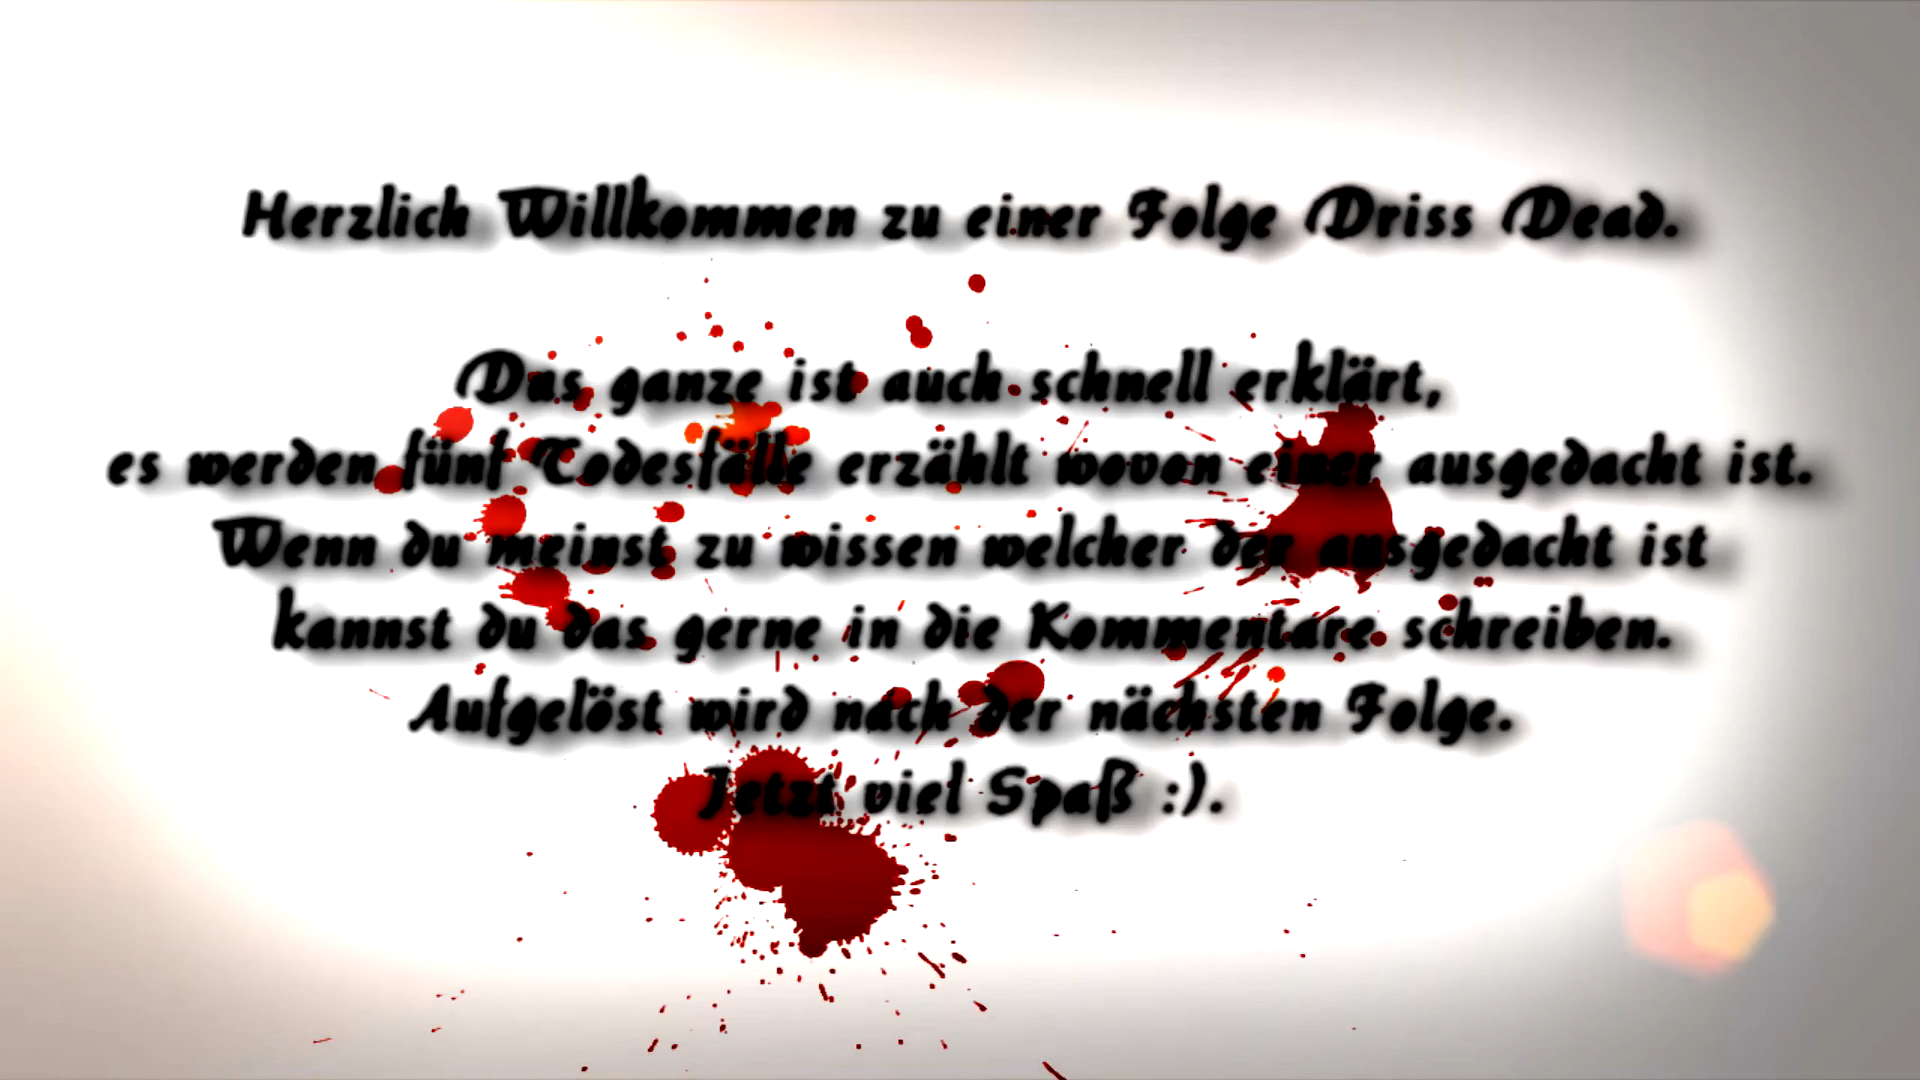 Herzlich Willkommen zu einer Folge Driss Dead.
Das ganze ist auch schnell erklärt,
es werden fünf Todesfälle erzählt wovon einer ausgedacht ist.
Wenn du meinst zu wissen welcher der ausgedacht ist
kannst du das gerne in die Kommentare schreiben.
Aufgelöst wird nach der nächsten Folge.
Jetzt viel Spaß :).